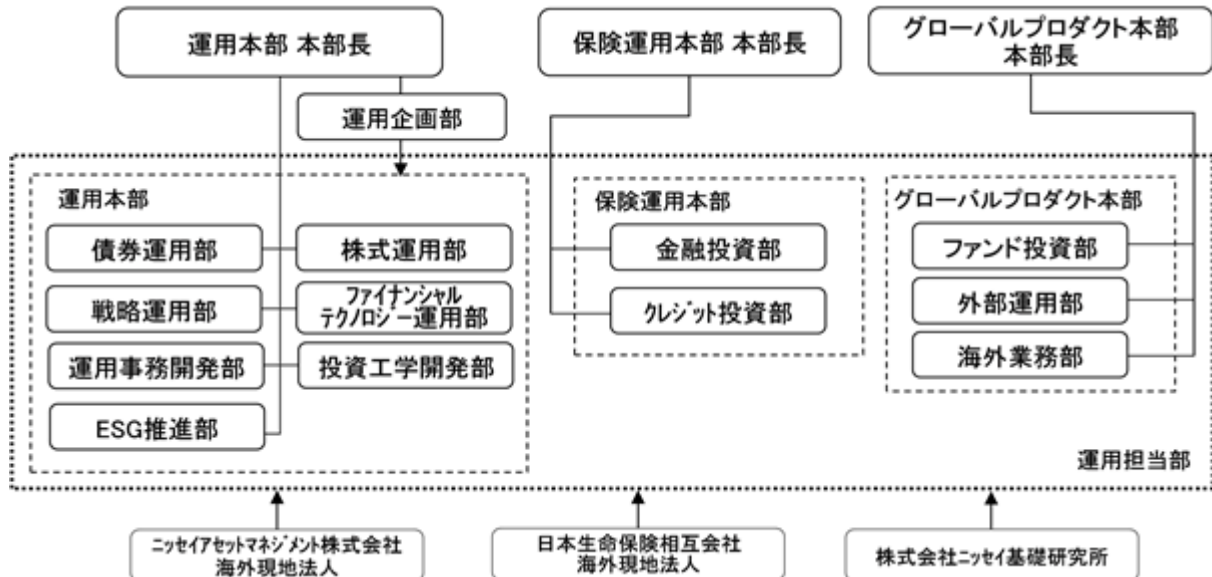 運用本部 本部長
保険運用本部 本部長
グローバルプロダクト本部
本部長
運用企画部
運用本部
債券運用部
株式運用部
戦略運用部
ファイナンシャル
テクノロジー運用部
運用事務開発部
投資工学開発部
ESG推進部
保険運用本部
金融投資部
クレジット投資部
グローバルプロダクト本部
ファンド投資部
外部運用部
海外業務部
運用担当部
ニッセイアセットマネジメント株式会社
海外現地法人
日本生命保険相互会社
海外現地法人
株式会社ニッセイ基礎研究所